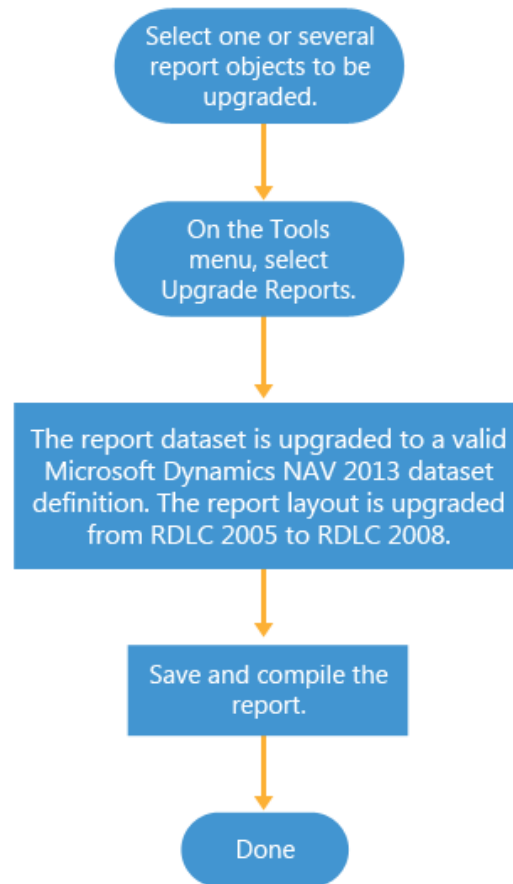 Select one or several
report objects to be
upgraded.
On the Tools
menu, select
Upgrade Reports.
The report dataset is upgraded to a valid
Microsoft Dynamics NAV 2013 dataset
definition. The report layout is upgraded
from RDLC 2005 to RDLC 2008.
Save and compile the
report.
Done